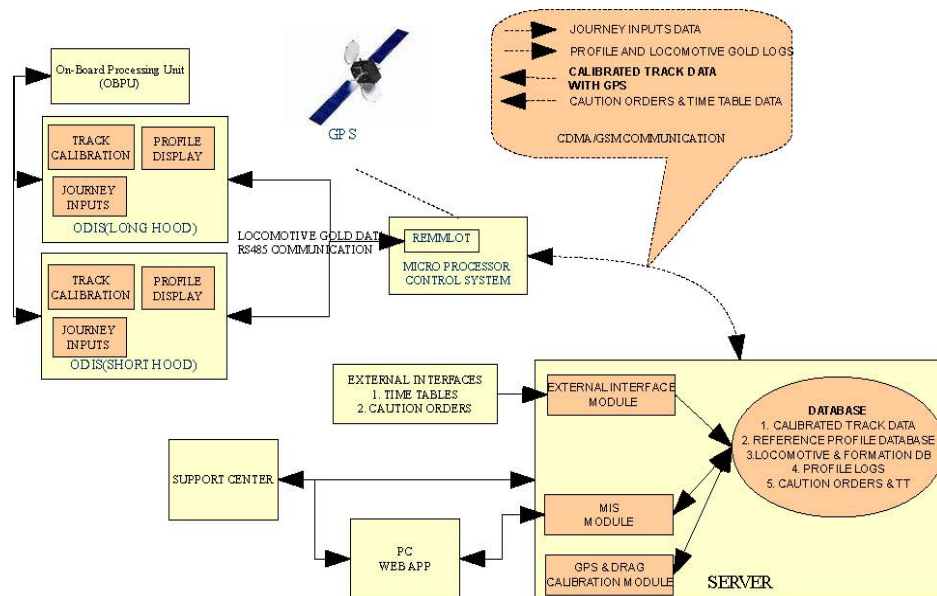 JOURNEY INPUTS DATA
PROFILE AND LOCOMOTIVE GOLD LOGS
CALIBRATED TRACK DATA
WITH GPS
CAUTION ORDERS & TIME TABLE DATA
CDMA/GSM COMMUNICATION
On-Board Processing Unit
(OBPU)
GPS
TRACK
CALIBRATION
PROFILE
DISPLAY
JOURNEY
INPUTS
ODIS(LONG HOOD)
LOCOMOTIVE GOLD DATA
RS485 COMMUNICATION
REMMLOT
MICRO PROCESSOR
CONTROL SYSTEM
TRACK
CALIBRATION
PROFILE
DISPLAY
JOURNEY
INPUTS
ODIS(SHORT HOOD)
EXTERNAL INTERFACES
1. TIME TABLES
2. CAUTION ORDERS
EXTERNAL INTERFACE
MODULE
DATABASE
1. CALIBRATED TRACK DATA
2. REFERENCE PROFILE DATABASE
3.LOCOMOTIVE & FORMATION DB
4. PROFILE LOGS
5. CAUTION ORDERS & TT
SUPPORT CENTER
MIS
MODULE
PC
WEB APP
GPS & DRAG
CALIBRATION MODULE
SERVER